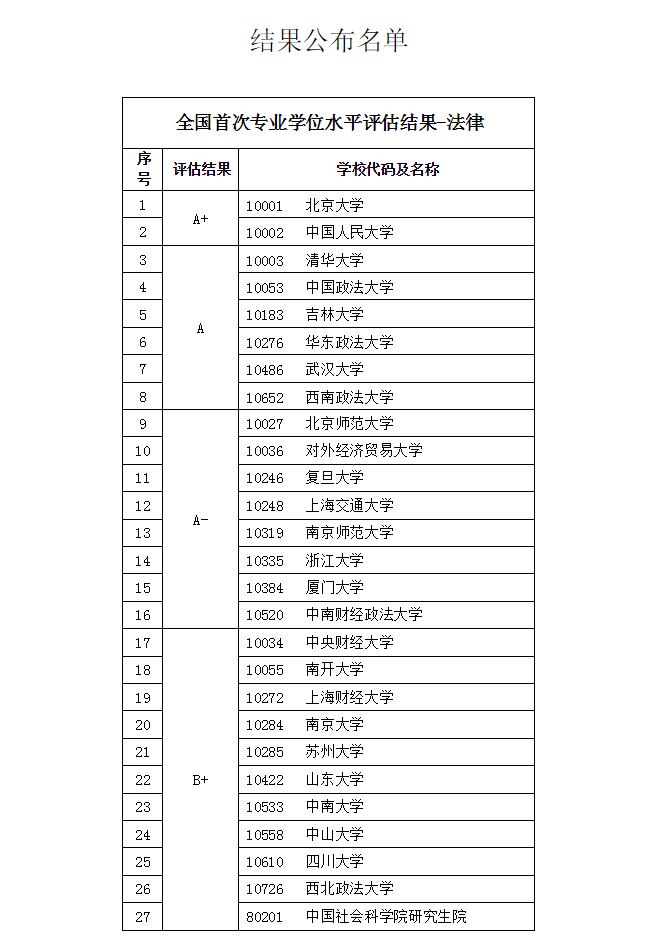 结果公布名单
全国首次专业学位水平评估结果-法律
序号 评估结果 学校代码及名称
1 A+ 10001 北京大学
2 10002 中国人民大学
3 A 10003 清华大学
4 10053 中国政法大学
5 10183 吉林大学
6 10276 华东政法大学
7 10486 武汉大学
8 10652 西南政法大学
9 A- 10027 北京师范大学
10 10036 对外经济贸易大学
11 10246 复旦大学
12 10248 上海交通大学
13 10319 南京师范大学
14 10335 浙江大学
15 10384 厦门大学
16 10520 中南财经政法大学
17 B+ 10034 中央财经大学
18 10055 南开大学
19 10272 上海财经大学
20 10284 南京大学
21 10285 苏州大学
22 10422 山东大学
23 10533 中南大学
24 10558 中山大学
25 10610 四川大学
26 10726 西北政法大学
27 80201 中国社会科学院研究生院